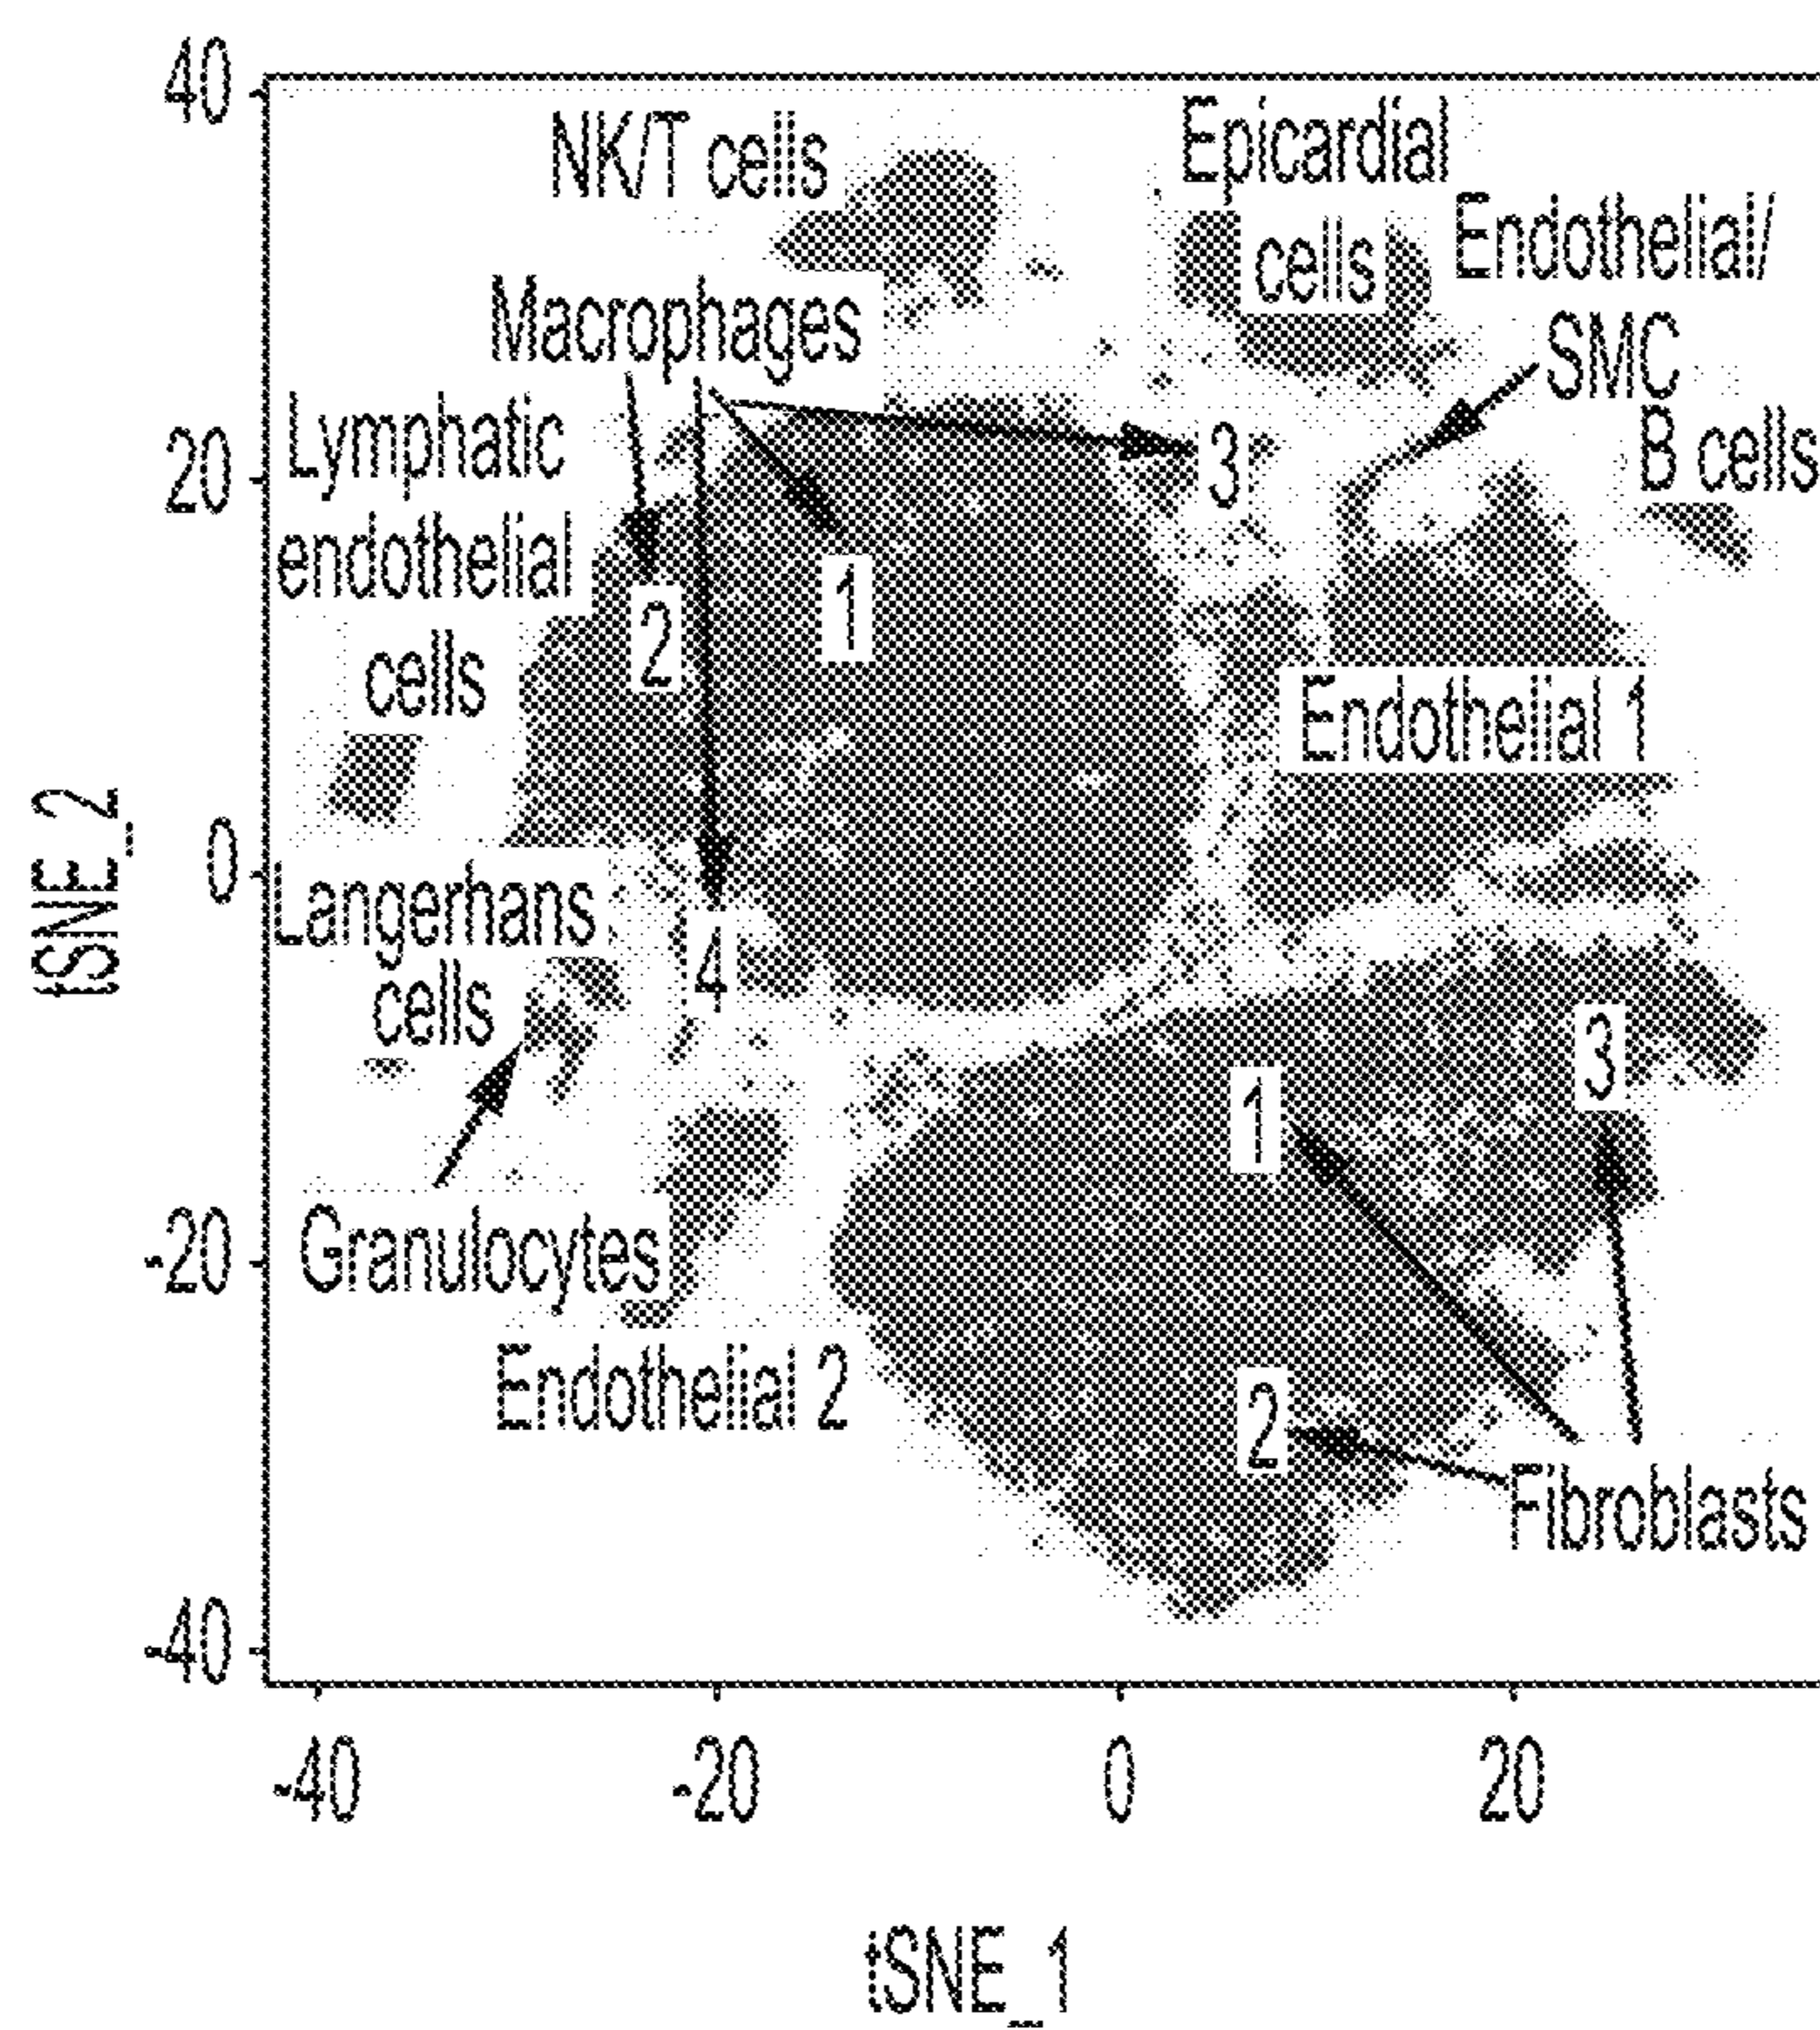 40
NK/T cells
Epicardial
cells
Endothelial/
SMC
Macrophages
Lymphatic
endothelial
cells
20
3
B cells
2
1
Endothelial 1
tSNE_2
0
Langerhans
cells
4
3
1
-20
Granulocytes
Endothelial 2
2
Fibroblasts
-40
-40
-20
0
20
tSNE_1